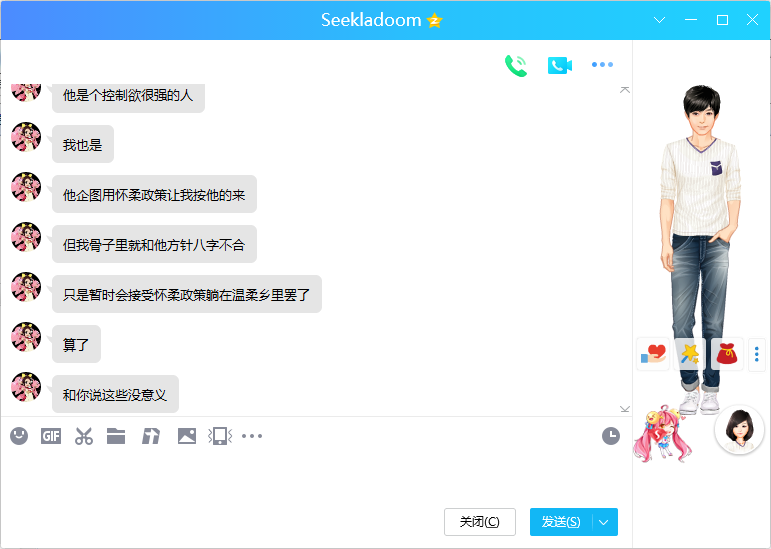 Seekladoom
他是个控制欲很强的人
我也是
他企图用怀柔政策让我按他的来
但我骨子里就和他方针八字不合
只是暂时会接受怀柔政策躺在温柔乡里罢了
算了
和你说这些没意义
GIF
关闭(C)
发送(S)